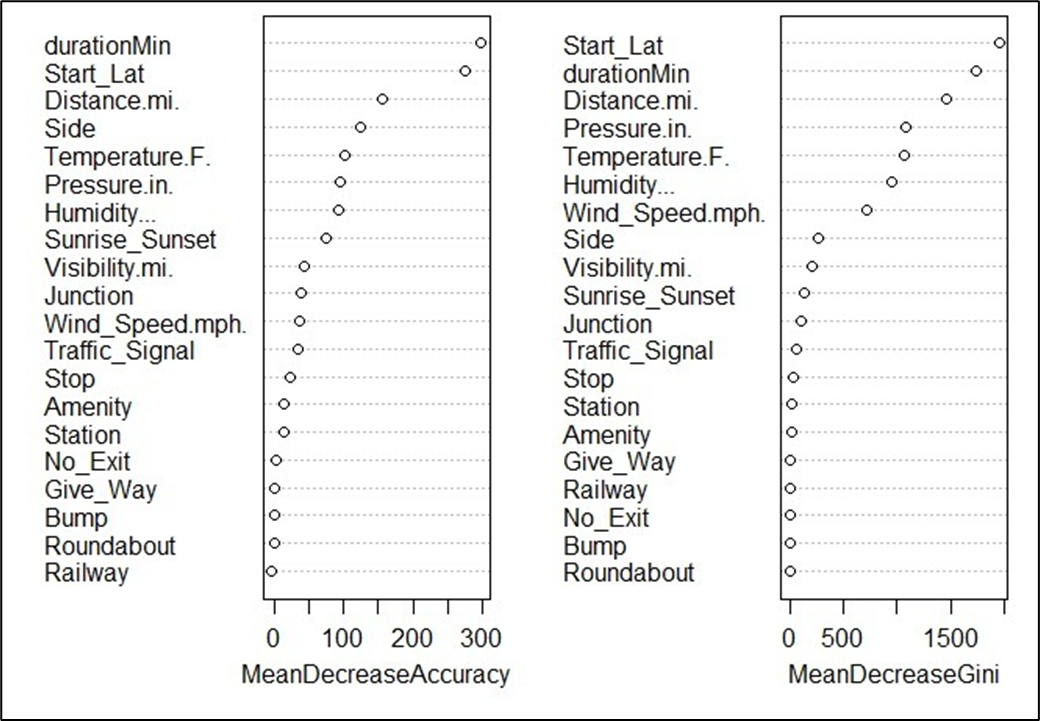 durationMin
Start_Lat
Distance.mi.
Side
Temperature.F.
Pressure.in.
Humidity...
Sunrise_Sunset
Visibility.mi.
Junction
Wind_Speed.mph.
Traffic_Signal
Stop
Amenity
Station
No_Exit
Give_Way
Bump
Roundabout
Railway
0 100 200 300
MeanDecreaseAccuracy
Start_Lat
durationMin
Distance.mi.
Pressure.in.
Temperature.F.
Humidity...
Wind_Speed.mph.
Side
Visibility.mi.
Sunrise_Sunset
Junction
Traffic_Signal
Stop
Station
Amenity
Give_Way
Railway
No_Exit
Bump
Roundabout
0 500 1500
MeanDecreaseGini